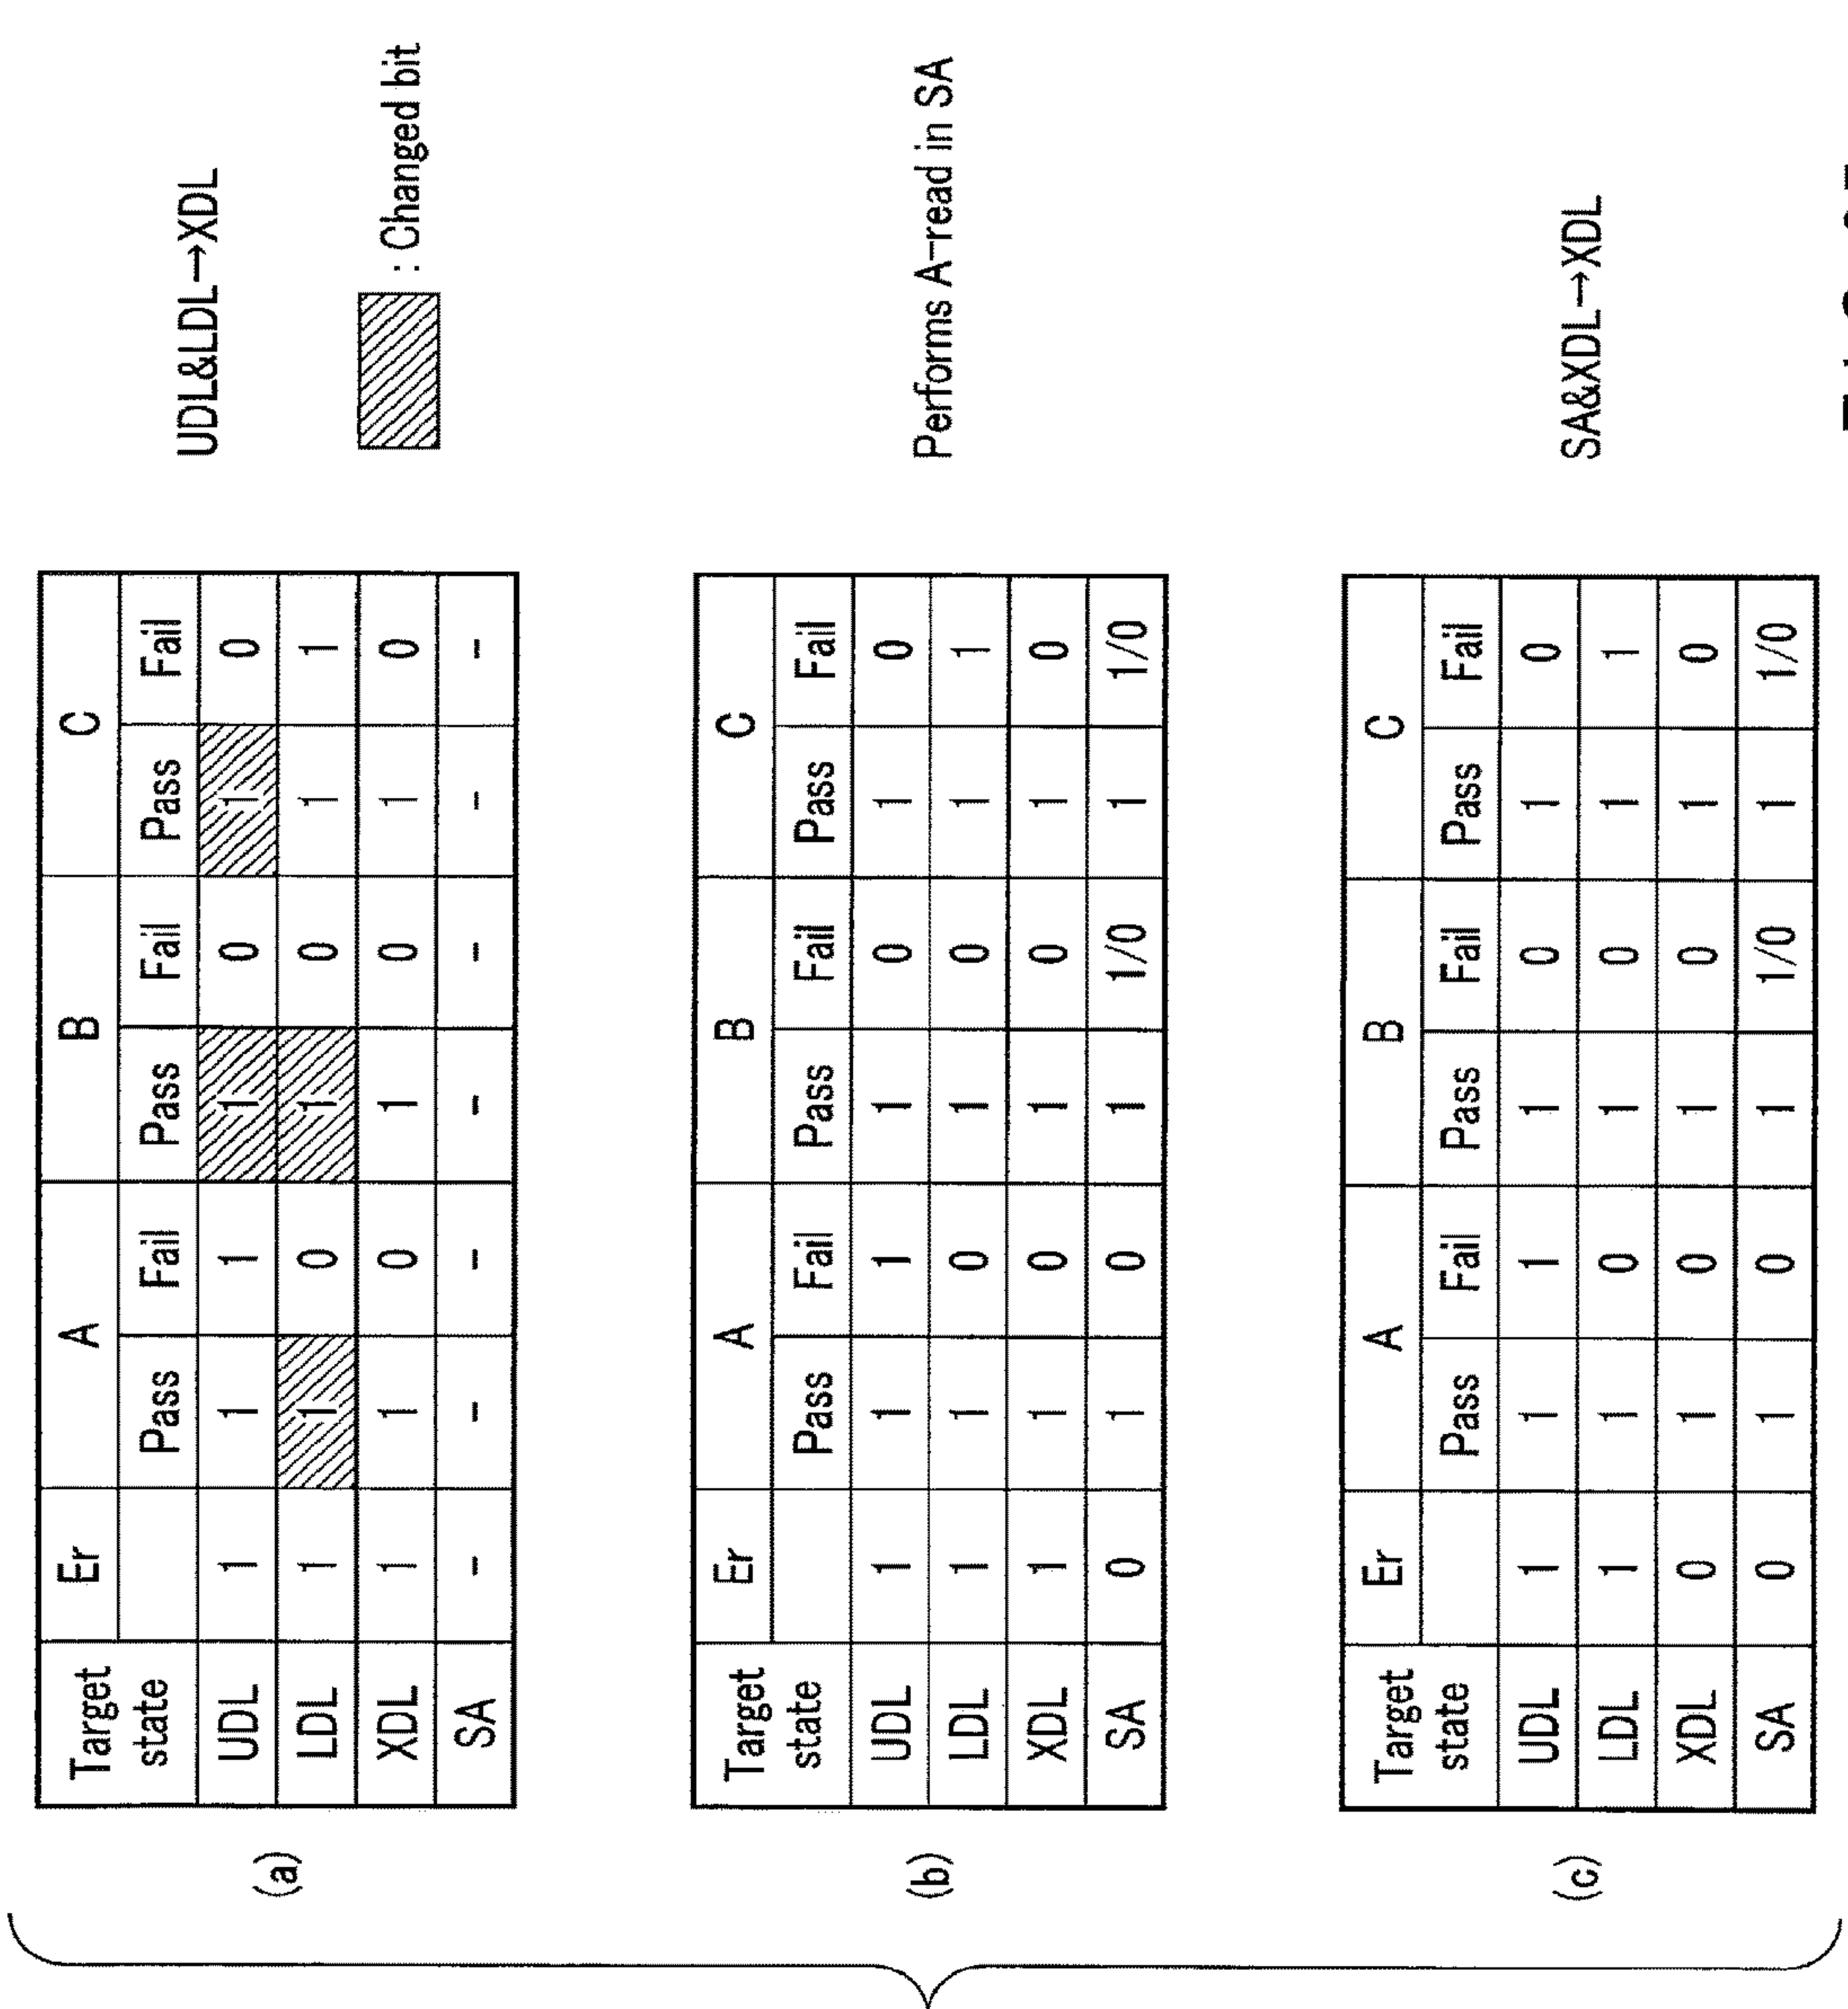 (a)
Target state Er A B C
Pass Fail Pass Fail Pass Fail
UDL 1 1 1 1 0 1 0
LDL 1 1 0 1 0 1 1
XDL 1 1 0 1 0 1 0
SA - - - - - - -
UDL&LDL→XDL
: Changed bit
(b)
Target state Er A B C
Pass Fail Pass Fail Pass Fail
UDL 1 1 1 1 0 1 0
LDL 1 1 0 1 0 1 1
XDL 1 1 0 1 0 1 0
SA 0 1 0 1 1/0 1 1/0
Performs A-read in SA
(c)
Target state Er A B C
Pass Fail Pass Fail Pass Fail
UDL 1 1 1 1 0 1 0
LDL 1 1 0 1 0 1 1
XDL 0 1 0 1 0 1 0
SA 0 1 0 1 1/0 1 1/0
SA&XDL→XDL